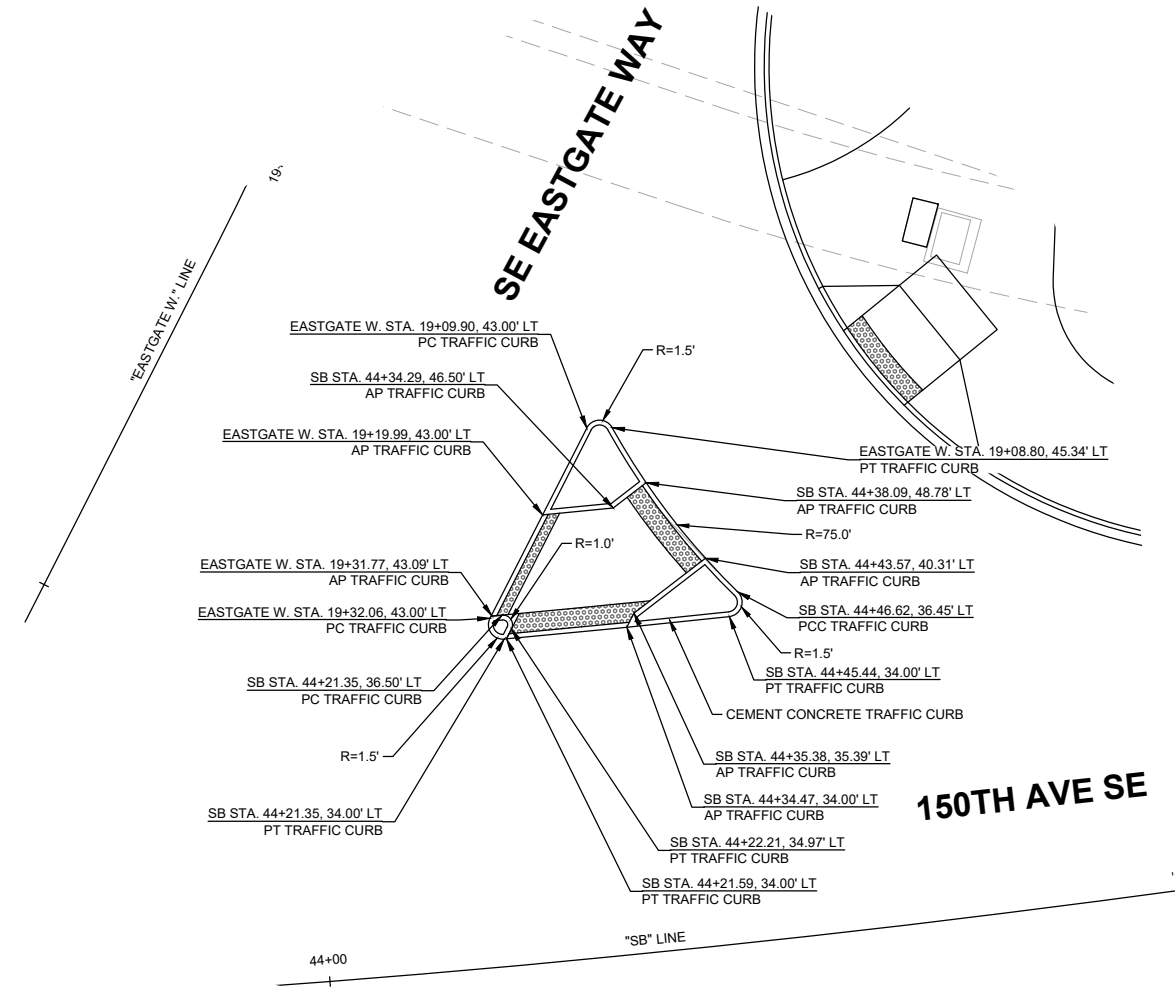 SE EASTGATE WAY
"EASTGATE W." LINE
EASTGATE W. STA. 19+09.90, 43.00' LT
PC TRAFFIC CURB
R=1.5'
SB STA. 44+34.29, 46.50' LT
AP TRAFFIC CURB
EASTGATE W. STA. 19+19.99, 43.00' LT
AP TRAFFIC CURB
EASTGATE W. STA. 19+08.80, 45.34' LT
PT TRAFFIC CURB
SB STA. 44+38.09, 48.78' LT
AP TRAFFIC CURB
R=75.0'
R=1.0'
EASTGATE W. STA. 19+31.77, 43.09' LT
AP TRAFFIC CURB
SB STA. 44+43.57, 40.31' LT
AP TRAFFIC CURB
EASTGATE W. STA. 19+32.06, 43.00' LT
PC TRAFFIC CURB
SB STA. 44+46.62, 36.45' LT
PCC TRAFFIC CURB
R=1.5'
SB STA. 44+45.44, 34.00' LT
PT TRAFFIC CURB
SB STA. 44+21.35, 36.50' LT
PC TRAFFIC CURB
CEMENT CONCRETE TRAFFIC CURB
R=1.5'
SB STA. 44+35.38, 35.39' LT
AP TRAFFIC CURB
SB STA. 44+34.47, 34.00' LT
AP TRAFFIC CURB
150TH AVE SE
SB STA. 44+21.35, 34.00' LT
PT TRAFFIC CURB
SB STA. 44+22.21, 34.97' LT
PT TRAFFIC CURB
SB STA. 44+21.59, 34.00' LT
PT TRAFFIC CURB
"SB" LINE
44+00